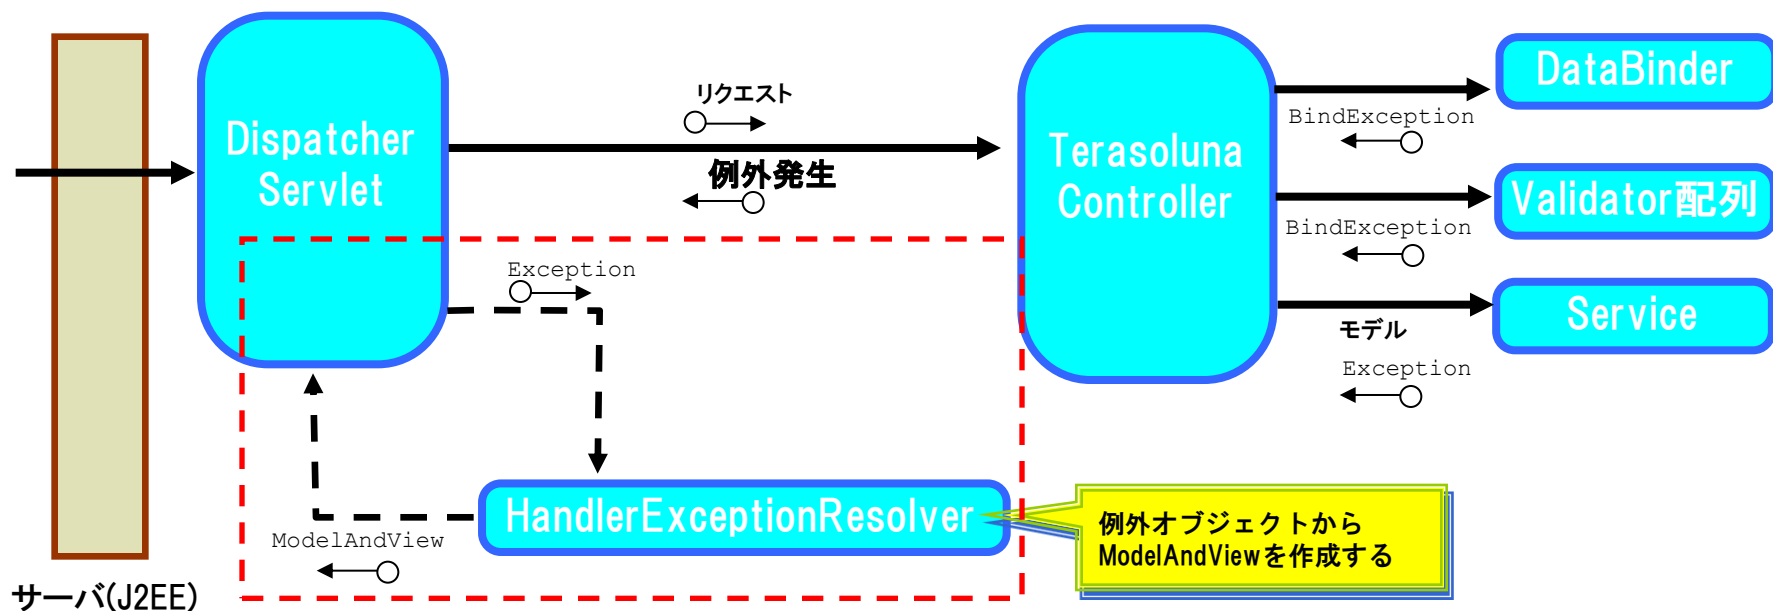 Dispatcher
Servlet
リクエスト
例外発生
Terasoluna
Controller
DataBinder
BindException
Validator配列
BindException
Service
モデル
Exception
Exception
HandlerExceptionResolver
ModelAndView
例外オブジェクトから
ModelAndViewを作成する
サーバ(J2EE)